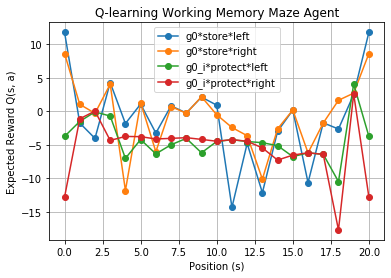 Q-learning Working Memory Maze Agent
Expected Reward Q(s, a)
10
5
0
−5
−10
−15
g0*store*left
g0*store*right
g0_i*protect*left
g0_i*protect*right
0.0 2.5 5.0 7.5 10.0 12.5 15.0 17.5 20.0
Position (s)